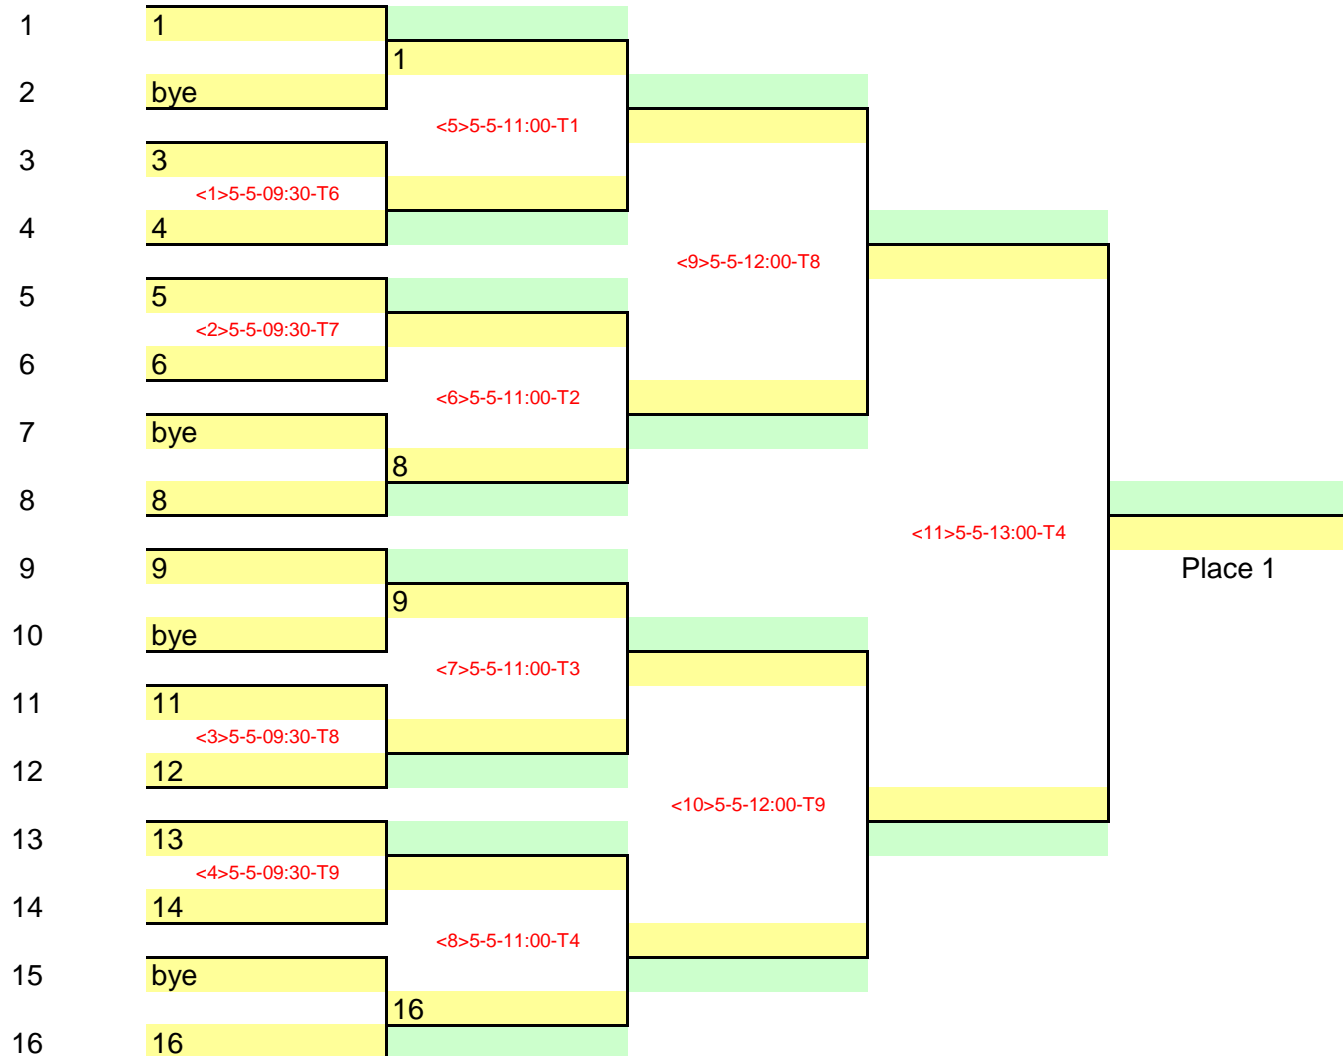 1 1
1
2 bye
<5>5-5-11:00-T1
3 3
<1>5-5-09:30-T6
4 4
<9>5-5-12:00-T8
5 5
<2>5-5-09:30-T7
6 6
<6>5-5-11:00-T2
7 bye
8
8 8
<11>5-5-13:00-T4
9 9
Place 1
9
10 bye
<7>5-5-11:00-T3
11 11
<3>5-5-09:30-T8
12 12
<10>5-5-12:00-T9
13 13
<4>5-5-09:30-T9
14 14
<8>5-5-11:00-T4
15 bye
16
16 16